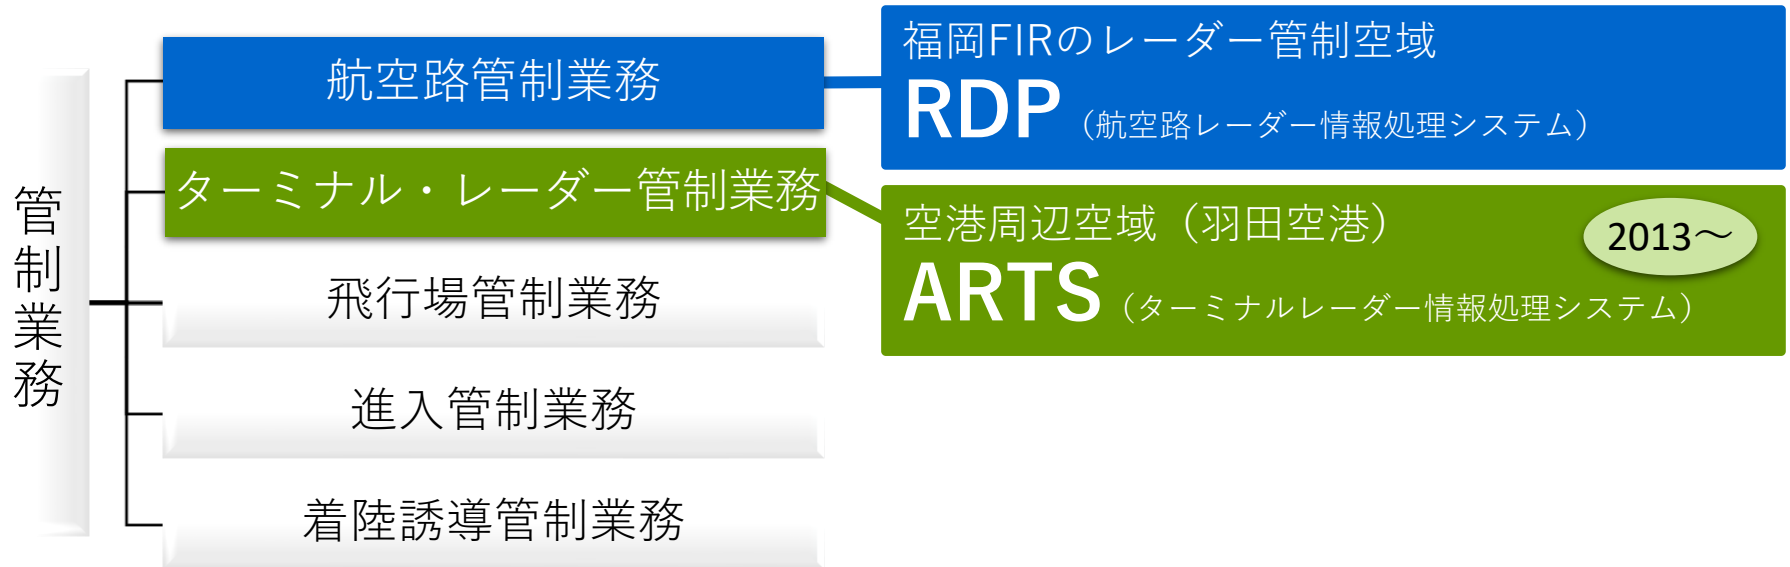 管制業務
航空路管制業務
ターミナル・レーダー管制業務
飛行場管制業務
進入管制業務
着陸誘導管制業務
福岡FIRのレーダー管制空域
RDP（航空路レーダー情報処理システム）
空港周辺空域（羽田空港）
2013～
ARTS（ターミナルレーダー情報処理システム）